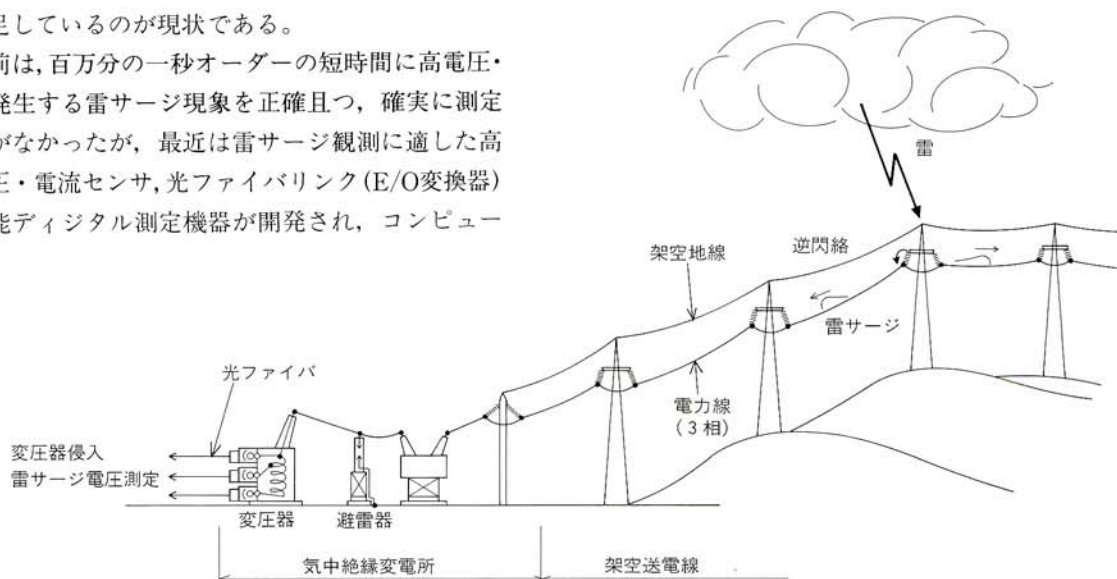 足しているのが現状である。
前は,百万分の一秒オーダーの短時間に高電圧・
発生する雷サージ現象を正確且つ，確実に測定
がなかったが，最近は雷サージ観測に適した高
圧・電流センサ,光ファイバリンク(E/O変換器)
能ディジタル測定機器が開発され，コンピュー
雷
逆閃絡
架空地線
雷サージ
光ファイバ
電力線
(3相)
変圧器侵入
雷サージ電圧測定
変圧器
避雷器
気中絶縁変電所
架空送電線